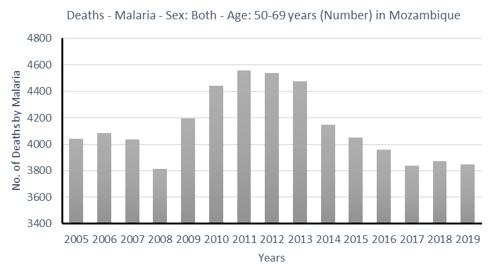 Deaths - Malaria - Sex: Both - Age: 50-69 years (Number) in Mozambique
No. of Deaths by Malaria
4800
4600
4400
4200
4000
3800
3600
3400
2005 2006 2007 2008 2009 2010 2011 2012 2013 2014 2015 2016 2017 2018 2019
Years